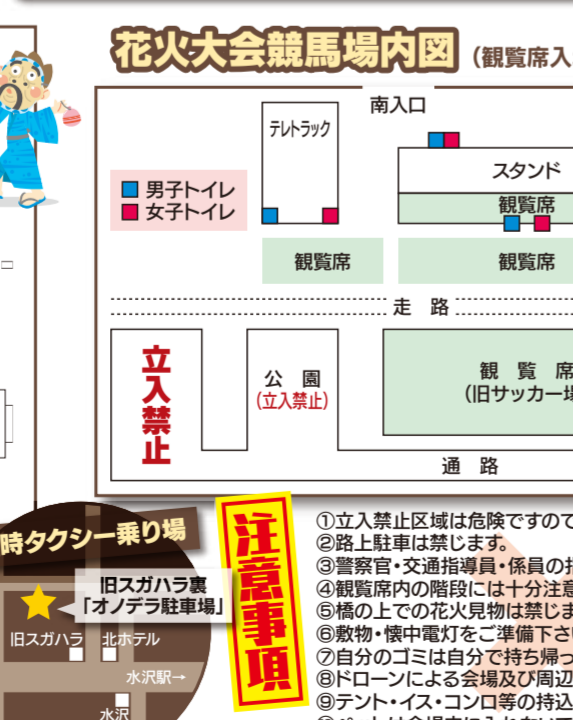 花火大会競馬場内図（観覧席入
南入口
テレトラック
スタンド
男子トイレ
女子トイレ
観覧席
観覧席
観覧席
走 路
立入禁止
公 園
（立入禁止）
観 覧 席
（旧サッカー場
通 路
時タクシー乗り場
旧スガハラ裏
「オノデラ駐車場」
旧スガハラ
北ホテル
水沢駅→
水沢
注意事項
①立入禁止区域は危険ですので
②路上駐車は禁じます。
③警察官・交通指導員・係員の指
④観覧席内の階段には十分注意
⑤橋の上での花火見物は禁じま
⑥敷物・懐中電灯をご準備下さい
⑦自分のゴミは自分で持ち帰っ
⑧ドローンによる会場及び周辺
⑨テント・イス・コンロ等の持込